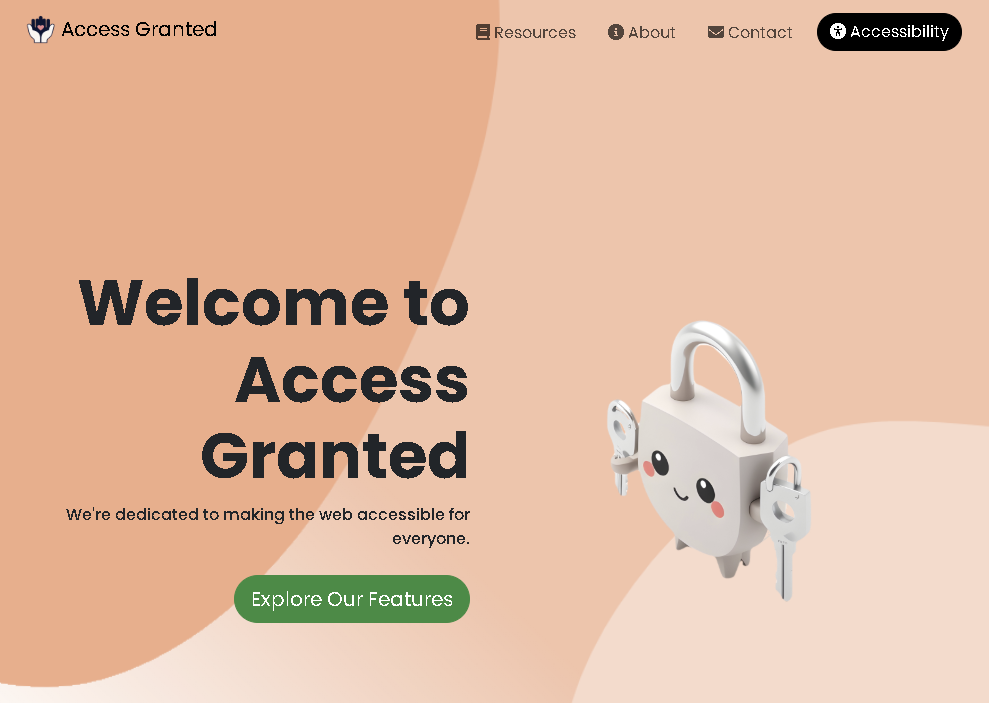 Access Granted
Resources
About
Contact
Accessibility
Welcome to
Access
Granted
We're dedicated to making the web accessible for
everyone.
Explore Our Features